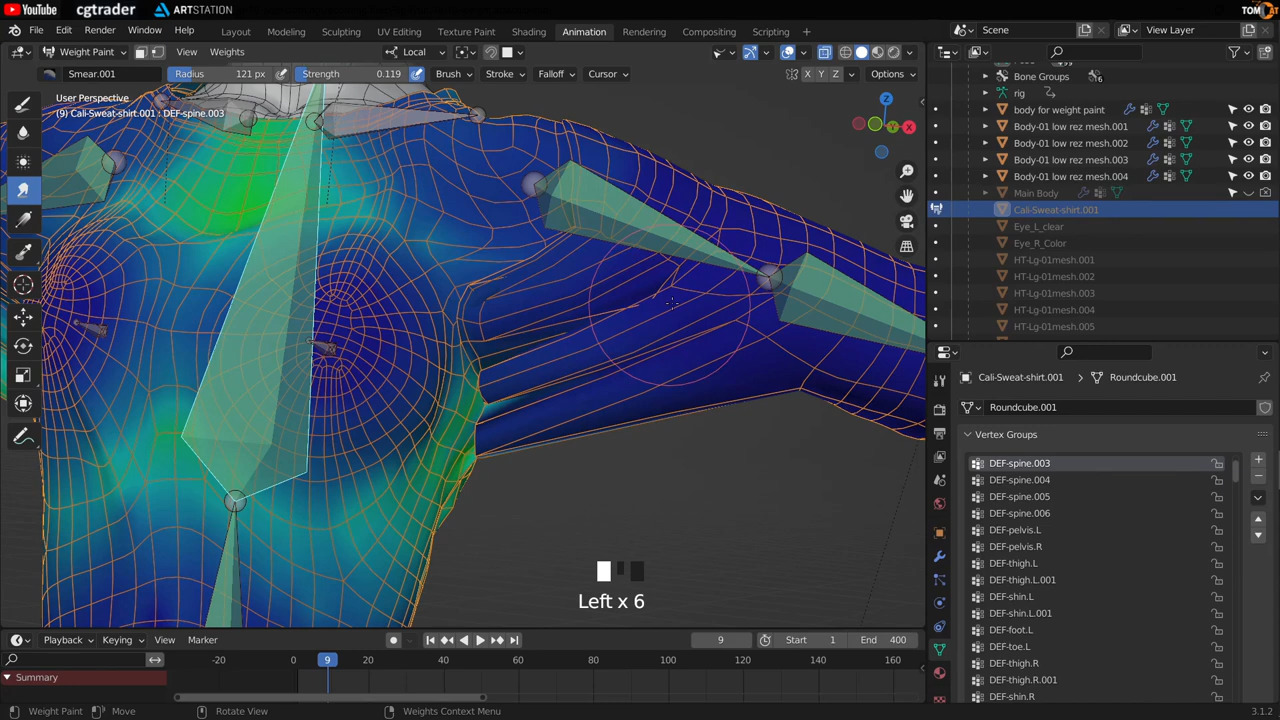 YouTube cgtrader ARTSTATION TOMCAT
File Edit Render Window Help Layout Modeling Sculpting UV Editing Texture Paint Shading Animation Rendering Compositing Scripting Scene View Layer
Weight Paint View Weights Local
Smear.001 Radius 121 px Strength 0.119 Brush Stroke Falloff Cursor X Y Z Options
Bone Groups
rig
User Perspective
(9) Cali-Sweat-shirt.001 : DEF-spine.003
body for weight paint
Body-01 low rez mesh.001
Body-01 low rez mesh.002
Body-01 low rez mesh.003
Body-01 low rez mesh.004
Main Body
Cali-Sweat-shirt.001
Eye_L_clear
Eye_R_Color
HT-Lg-01mesh.001
HT-Lg-01mesh.002
HT-Lg-01mesh.003
HT-Lg-01mesh.004
HT-Lg-01mesh.005
Z
Y
X
Cali-Sweat-shirt.001 > Roundcube.001
Roundcube.001
Vertex Groups
DEF-spine.003
DEF-spine.004
DEF-spine.005
DEF-spine.006
DEF-pelvis.L
DEF-pelvis.R
DEF-thigh.L
DEF-thigh.L.001
DEF-shin.L
DEF-shin.L.001
DEF-foot.L
DEF-toe.L
DEF-thigh.R
DEF-thigh.R.001
DEF-shin.R
Left x 6
Playback Keying View Marker 9 Start 1 End 400
-20 0 9 20 40 60 80 100 120 140 160
Summary
Weight Paint Move Rotate View Weights Context Menu 3.1.2